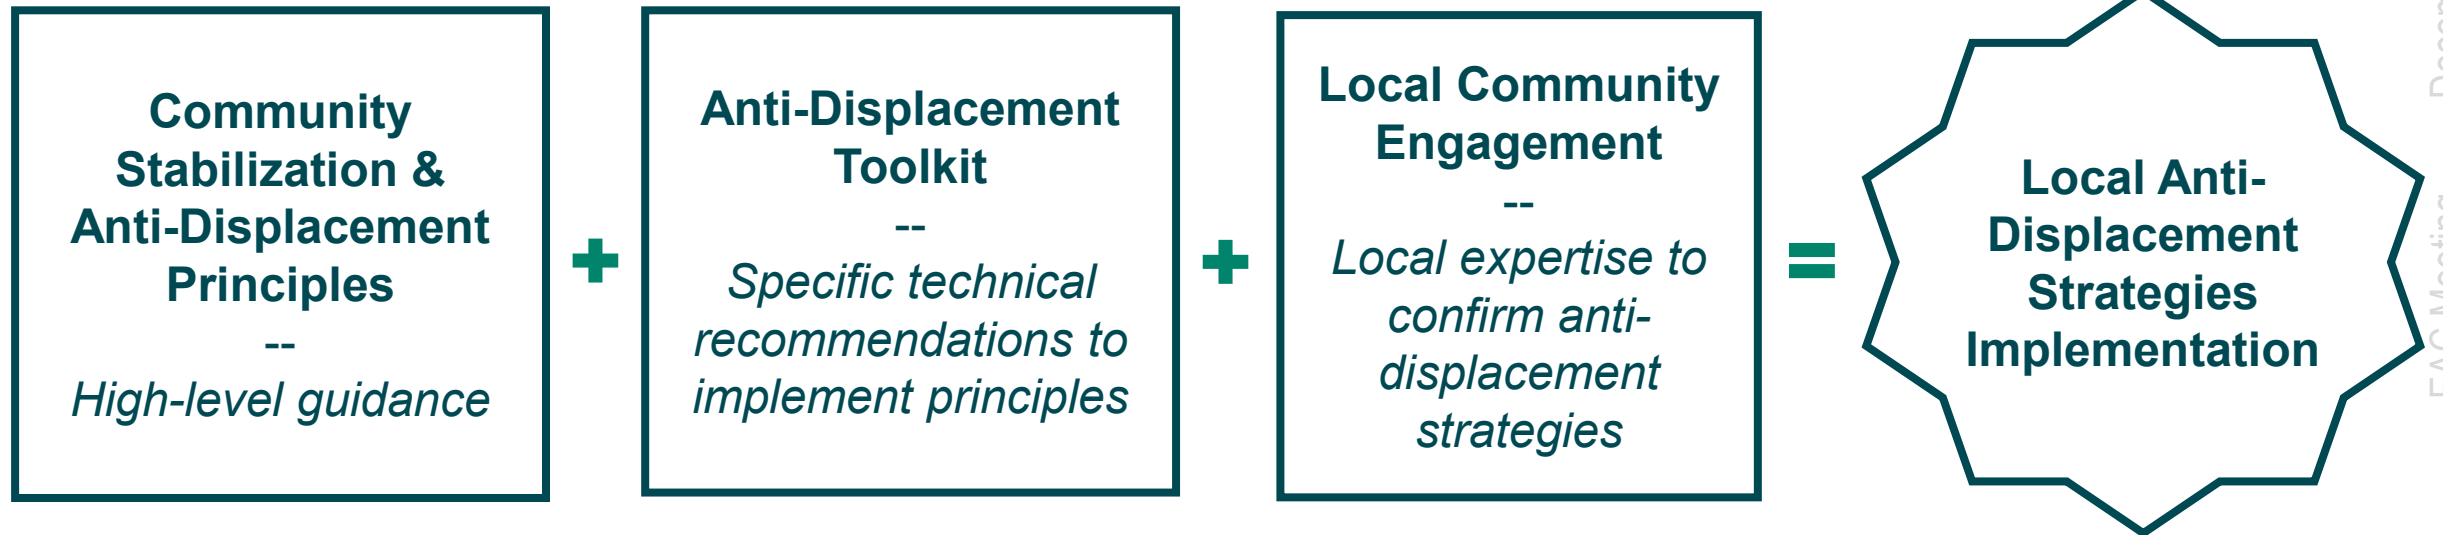 Community
Stabilization &
Anti-Displacement
Principles
--
High-level guidance
+
Anti-Displacement
Toolkit
--
Specific technical
recommendations to
implement principles
+
Local Community
Engagement
--
Local expertise to
confirm anti-
displacement
strategies
=
Local Anti-
Displacement
Strategies
Implementation